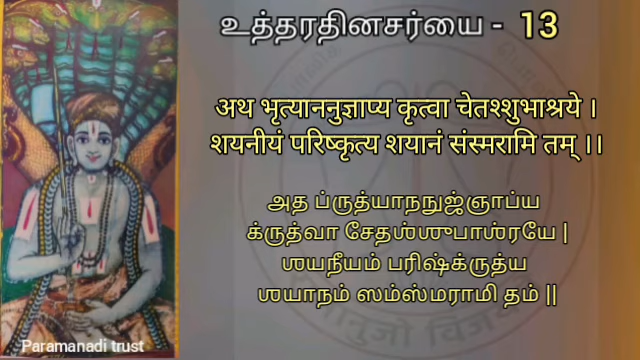 உத்தரதினசர்யை - 13
अथ भृत्याननुज्ञाप्य कृत्वा चेतश्शुभाश्रये ।
शयनीयं परिष्कृत्य शयानं संस्मरामि तम् ।।
அத ப்ருத்யாநநுஜ்ஞாப்ய
க்ருத்வா சேதஶ்ஶுபாஶ்ரயே |
ஶயநீயம் பரிஷ்க்ருத்ய
ஶயாநம் ஸம்ஸ்மராமி தம் ||
Paramanadi trust